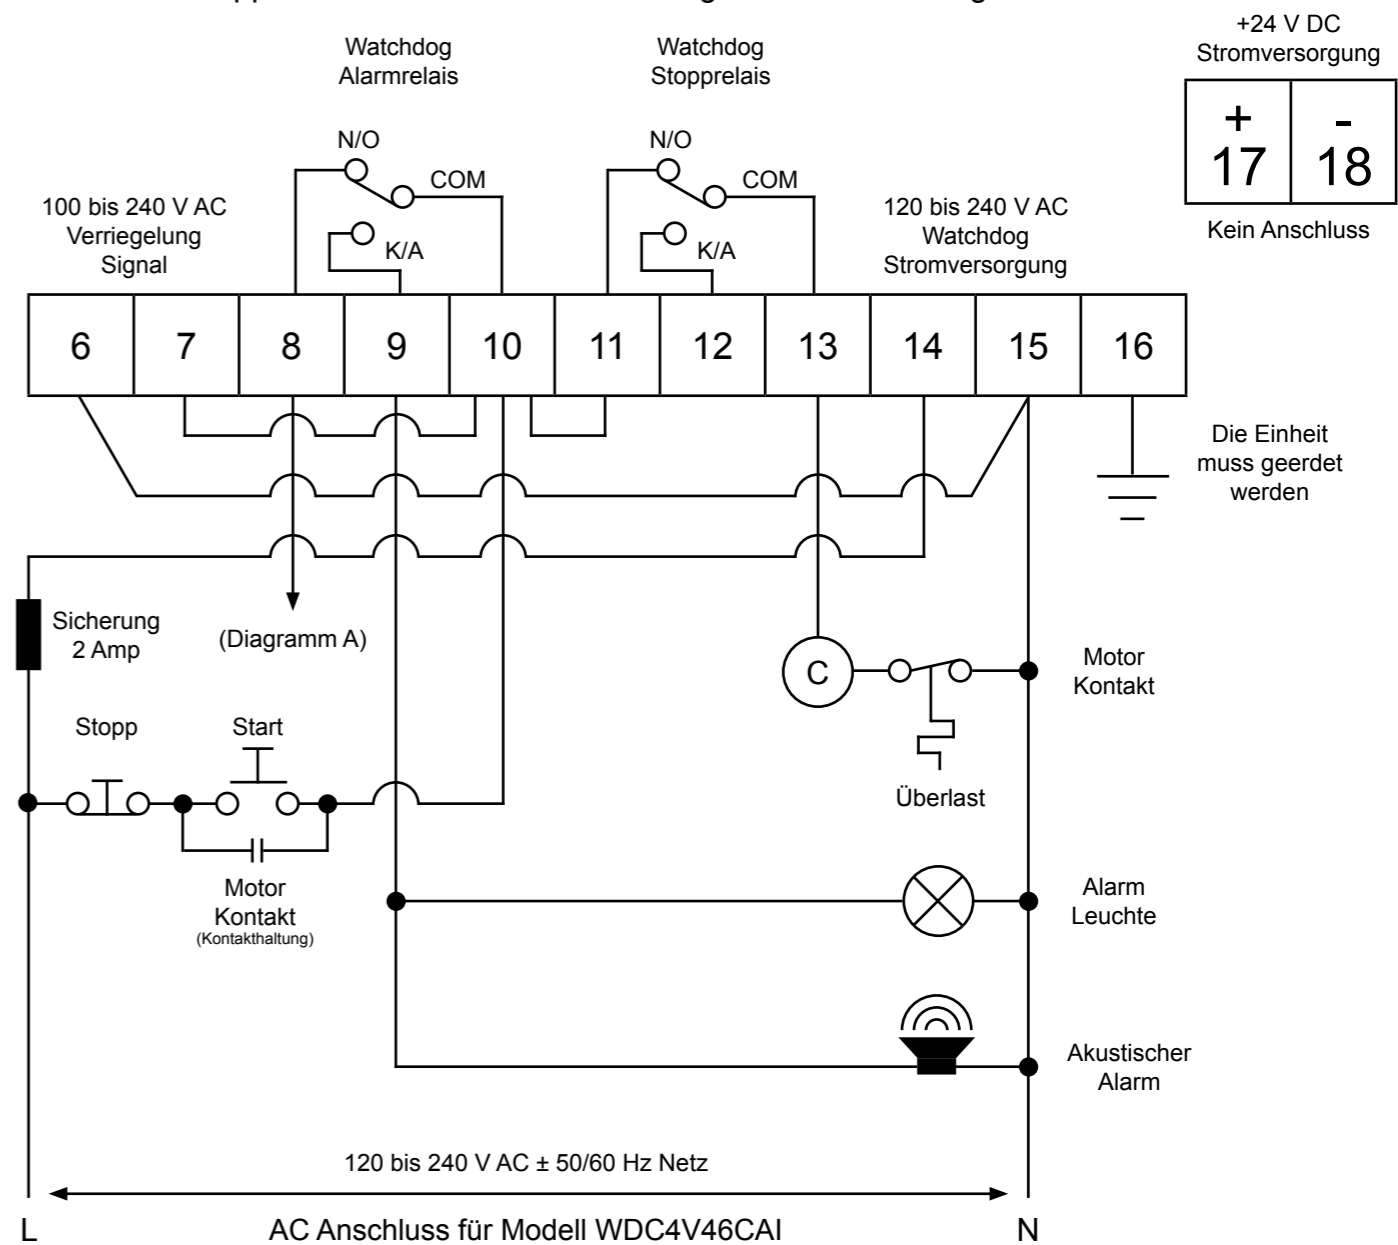 +24 V DC
Stromversorgung
Watchdog
Alarmrelais
Watchdog
Stopprelais
+
17
-
18
Kein Anschluss
N/O
COM
K/A
N/O
COM
K/A
100 bis 240 V AC
Verriegelung
Signal
120 bis 240 V AC
Watchdog
Stromversorgung
6 7 8 9 10 11 12 13 14 15 16
Die Einheit
muss geerdet
werden
Sicherung
2 Amp
(Diagramm A)
C
Motor
Kontakt
Stopp
Start
Überlast
Motor
Kontakt
(Kontakthaltung)
Alarm
Leuchte
Akustischer
Alarm
120 bis 240 V AC ± 50/60 Hz Netz
L
AC Anschluss für Modell WDC4V46CAI
N